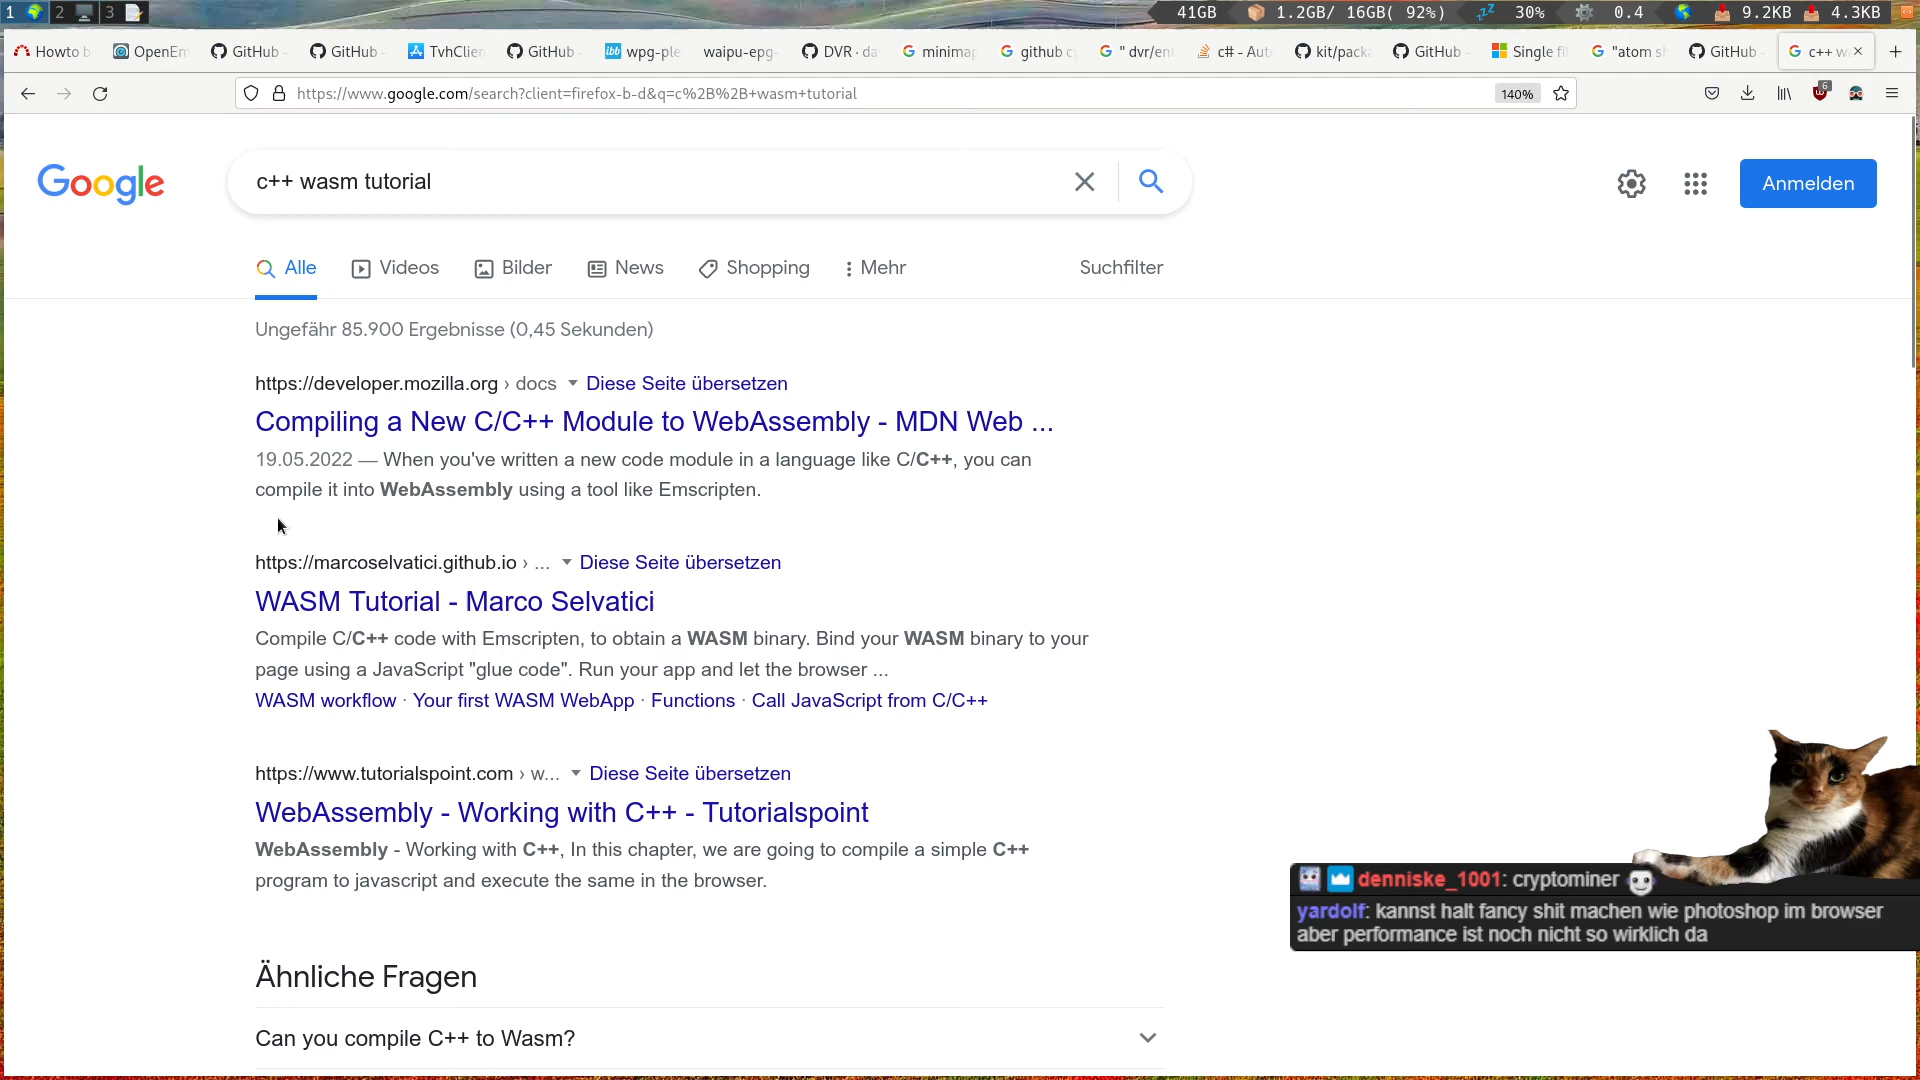 1 2 3 41GB 1.2GB/ 16GB( 92%) 30% 0.4 9.2KB 4.3KB
Howto b OpenEm GitHub - GitHub - TvhClien GitHub - wpg-ple waipu-epg- DVR · da minimap github cy " dvr/en c# - Auto kit/packa GitHub - Single fi "atom sh GitHub - c++ wa
https://www.google.com/search?client=firefox-b-d&q=c%2B%2B+wasm+tutorial 140% 6
Google c++ wasm tutorial Anmelden
Alle Videos Bilder News Shopping Mehr Suchfilter
Ungefähr 85.900 Ergebnisse (0,45 Sekunden)
https://developer.mozilla.org › docs Diese Seite übersetzen
Compiling a New C/C++ Module to WebAssembly - MDN Web ...
19.05.2022 — When you've written a new code module in a language like C/C++, you can
compile it into WebAssembly using a tool like Emscripten.
https://marcoselvatici.github.io › ... Diese Seite übersetzen
WASM Tutorial - Marco Selvatici
Compile C/C++ code with Emscripten, to obtain a WASM binary. Bind your WASM binary to your
page using a JavaScript "glue code". Run your app and let the browser ...
WASM workflow · Your first WASM WebApp · Functions · Call JavaScript from C/C++
https://www.tutorialspoint.com › w... Diese Seite übersetzen
WebAssembly - Working with C++ - Tutorialspoint
WebAssembly - Working with C++, In this chapter, we are going to compile a simple C++
program to javascript and execute the same in the browser.
Ähnliche Fragen
Can you compile C++ to Wasm?
denniske_1001: cryptominer
yardolf: kannst halt fancy shit machen wie photoshop im browser
aber performance ist noch nicht so wirklich da